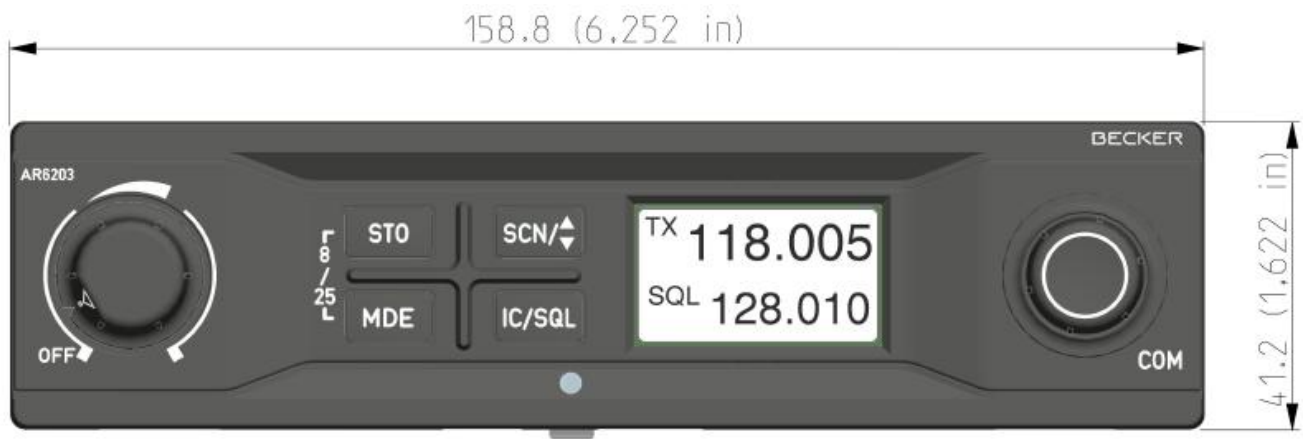 158.8 (6.252 in)
BECKER
AR6203
STO
SCN/
TX 118.005
8/25
SQL 128.010
MDE
IC/SQL
OFF
COM
41.2 (1.622 in)